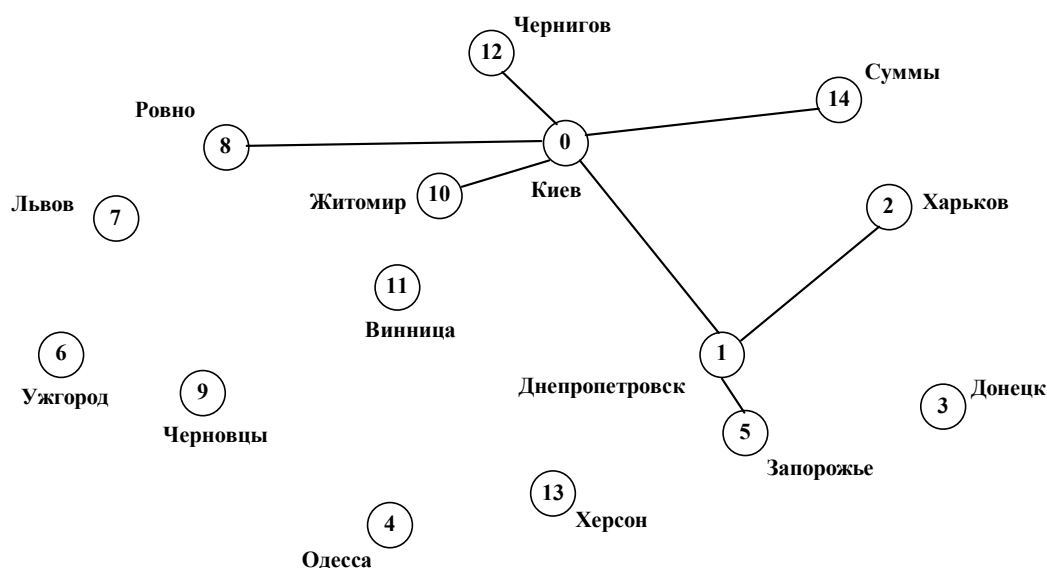 Чернигов
12
Суммы
14
Ровно
8
0
Киев
Житомир
10
Львов
7
2
Харьков
11
Винница
6
Ужгород
1
Днепропетровск
9
Черновцы
3
Донецк
5
Запорожье
13
Херсон
4
Одесса